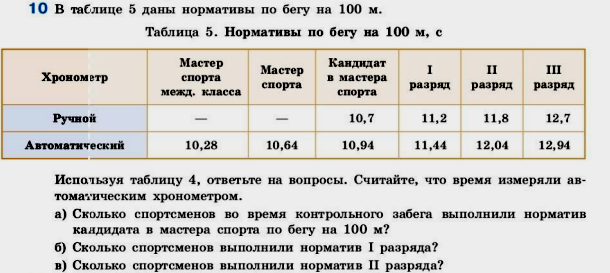 10 В таблице 5 даны нормативы по бегу на 100 м.
Таблица 5. Нормативы по бегу на 100 м, с
Хронометр Мастер спорта межд. класса Мастер спорта Кандидат в мастера спорта I разряд II разряд III разряд
Ручной — — 10,7 11,2 11,8 12,7
Автоматический 10,28 10,64 10,94 11,44 12,04 12,94
Используя таблицу 4, ответьте на вопросы. Считайте, что время измеряли ав-
томатическим хронометром.
а) Сколько спортсменов во время контрольного забега выполнили норматив
кандидата в мастера спорта по бегу на 100 м?
б) Сколько спортсменов выполнили норматив I разряда?
в) Сколько спортсменов выполнили норматив II разряда?